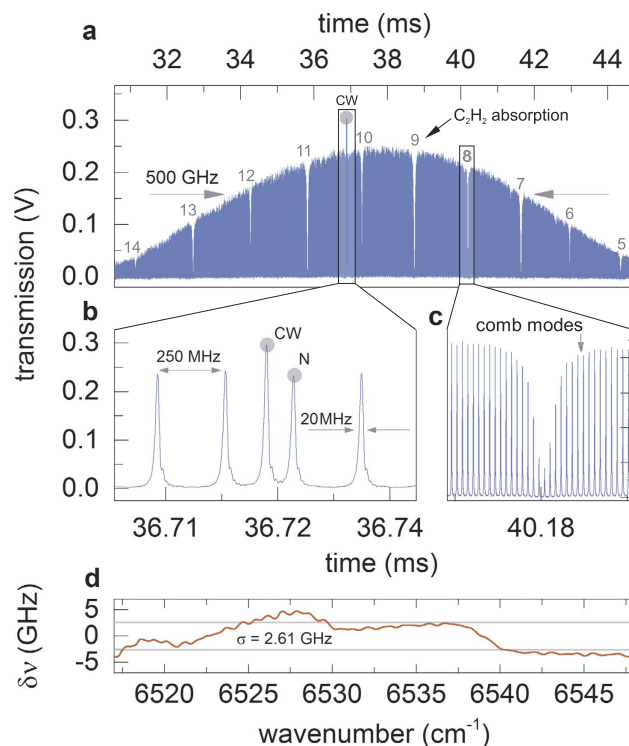 a
time (ms)
32 34 36 38 40 42 44
transmission (V)
0.3
0.2
0.1
0.0
CW
C₂H₂ absorption
500 GHz
14 13 12 11 10 9 8 7 6 5
b
0.4
0.3
0.2
0.1
0.0
250 MHz
CW
N
20MHz
36.71 36.72 36.74
c
comb modes
40.18
time (ms)
d
δν (GHz)
5
0
-5
σ = 2.61 GHz
6520 6525 6530 6535 6540 6545
wavenumber (cm⁻¹)